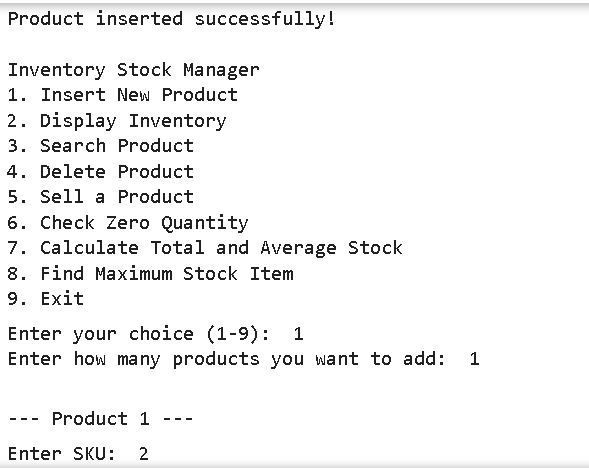 Product inserted successfully!
Inventory Stock Manager
1. Insert New Product
2. Display Inventory
3. Search Product
4. Delete Product
5. Sell a Product
6. Check Zero Quantity
7. Calculate Total and Average Stock
8. Find Maximum Stock Item
9. Exit
Enter your choice (1-9):  1
Enter how many products you want to add:  1
--- Product 1 ---
Enter SKU:  2